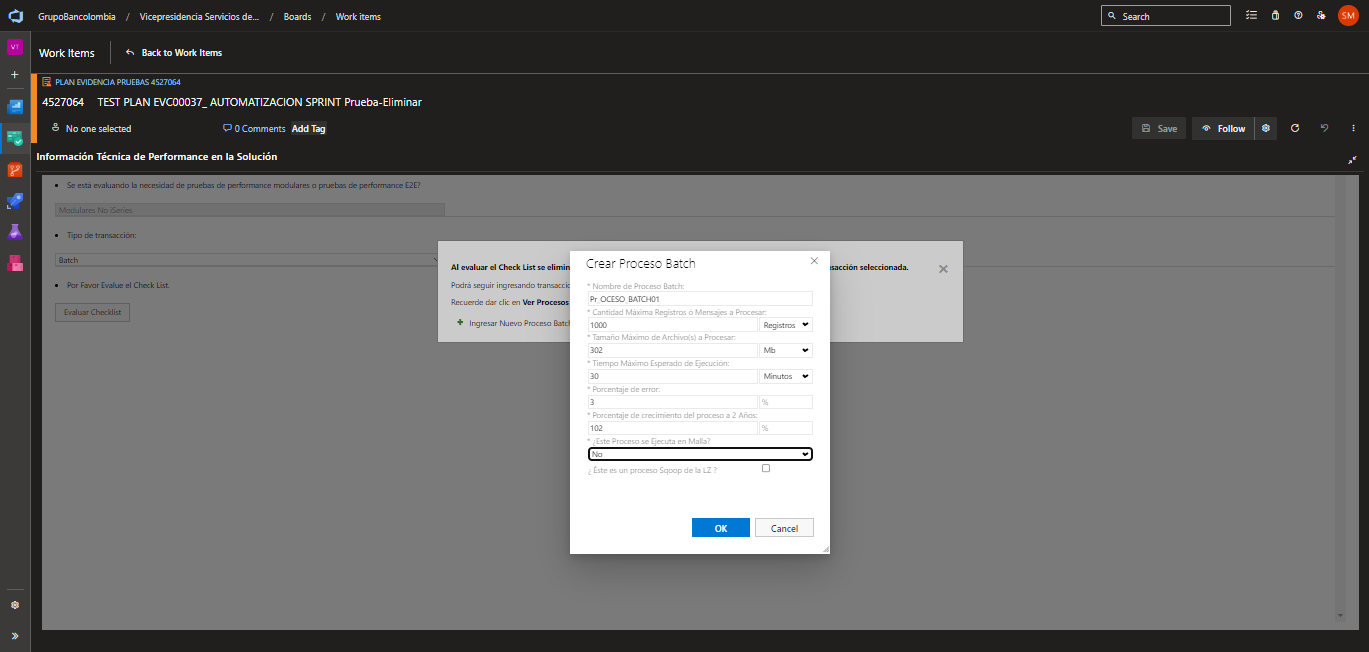 GrupoBancolombia / Vicepresidencia Servicios de... / Boards / Work items
Search
SM
VT
Work Items
Back to Work Items
PLAN EVIDENCIA PRUEBAS 4527064
4527064 TEST PLAN EVC00037_ AUTOMATIZACION SPRINT Prueba-Eliminar
No one selected
0 Comments
Add Tag
Save
Follow
Información Técnica de Performance en la Solución
Se está evaluando la necesidad de pruebas de performance modulares o pruebas de performance E2E?
Modulares No iSeries
Tipo de transacción:
Batch
Por Favor Evalue el Check List.
Evaluar Checklist
Al evaluar el Check List se elimin
nsacción seleccionada.
Podrá seguir ingresando transacció
Recuerde dar clic en Ver Procesos
Ingresar Nuevo Proceso Batch
Crear Proceso Batch
* Nombre de Proceso Batch:
Pr_OCESO_BATCH01
* Cantidad Máxima Registros ó Mensajes a Procesar:
1000 Registros
* Tamaño Máximo de Archivo(s) a Procesar:
302 Mb
* Tiempo Máximo Esperado de Ejecución:
30 Minutos
* Porcentaje de error:
3 %
* Porcentaje de crecimiento del proceso a 2 Años:
102 %
* ¿Este Proceso se Ejecuta en Malla?
No
¿ Éste es un proceso Sqoop de la LZ ?
OK
Cancel